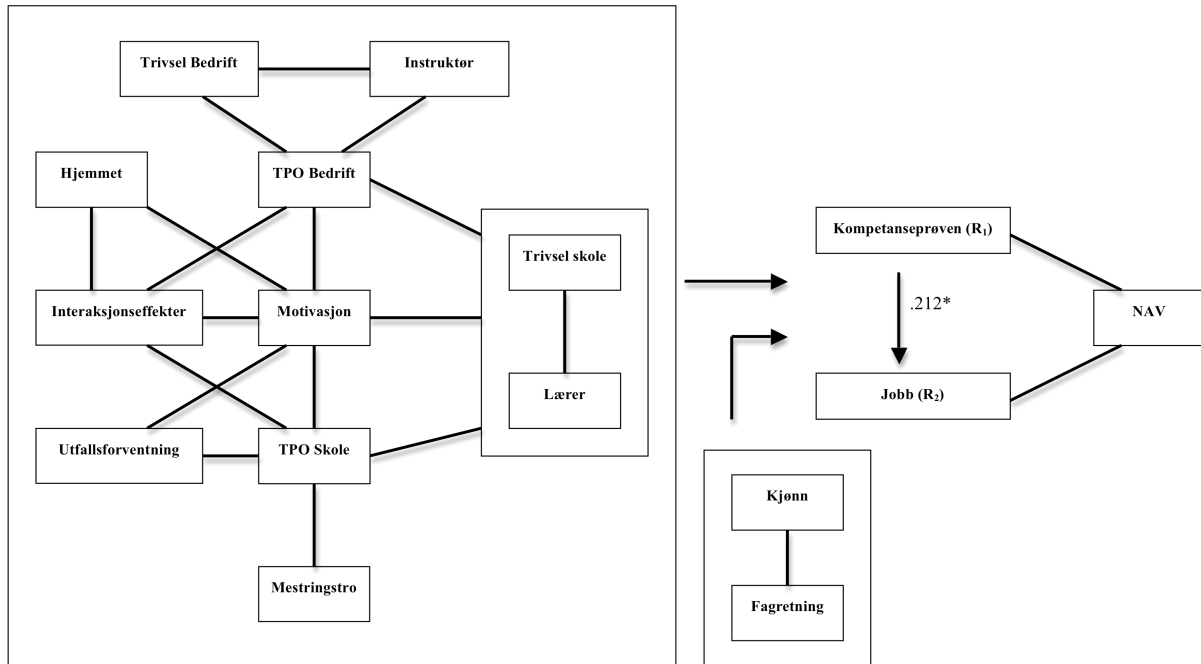 Trivsel Bedrift
Instruktør
Hjemmet
TPO Bedrift
Trivsel skole
Kompetanseprøven (R₁)
Interaksjonseffekter
Motivasjon
.212*
NAV
Lærer
Jobb (R₂)
Utfallsforventning
TPO Skole
Kjønn
Mestringstro
Fagretning